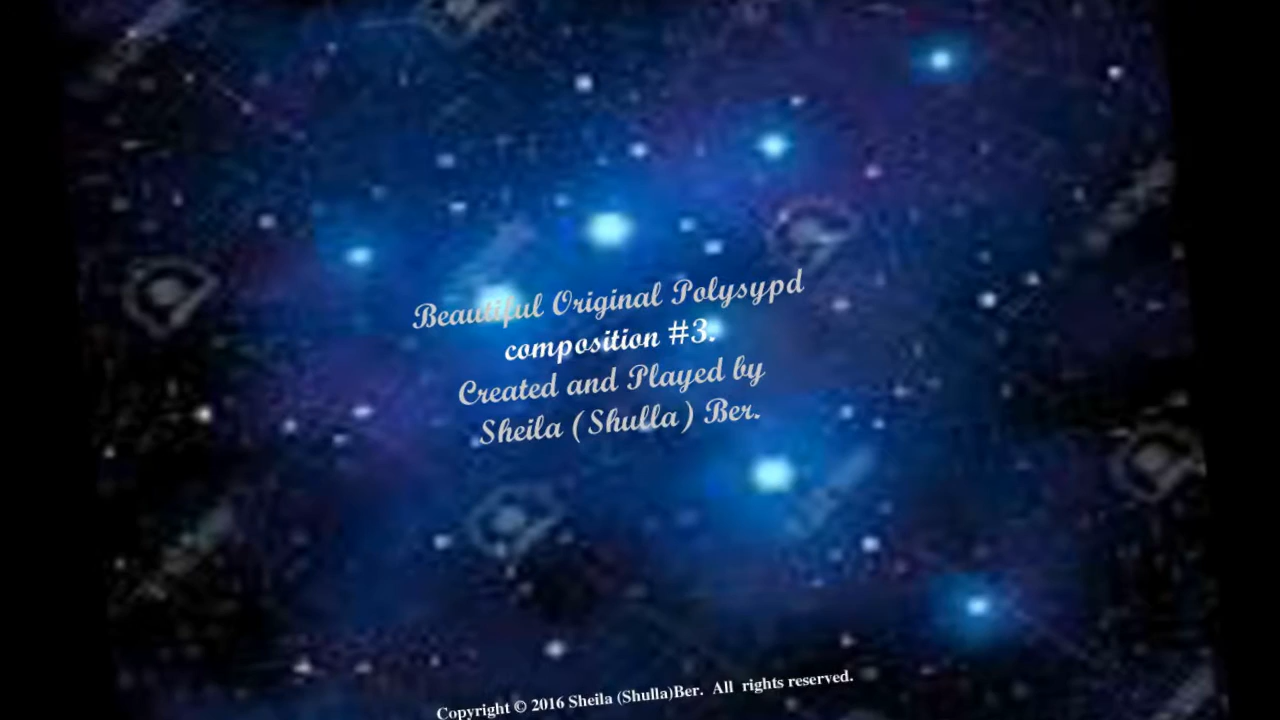 Beautiful Original Polysypd
composition #3.
Created and Played by
Sheila (Shulla) Ber.
Copyright © 2016 Sheila (Shulla)Ber.  All  rights reserved.